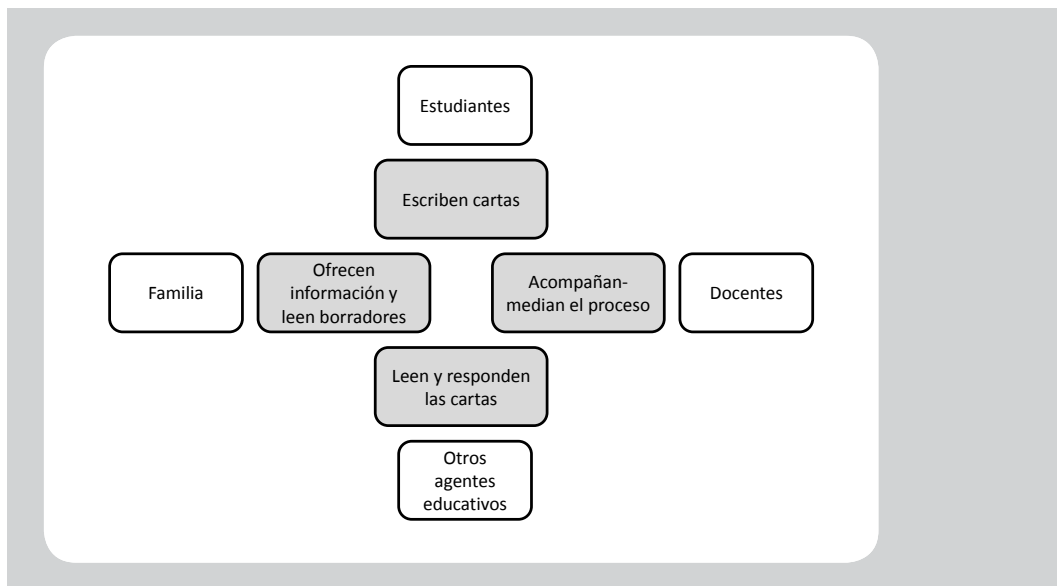 Estudiantes
Escriben cartas
Familia
Ofrecen
información y
leen borradores
Acompañan-
median el proceso
Docentes
Leen y responden
las cartas
Otros
agentes
educativos